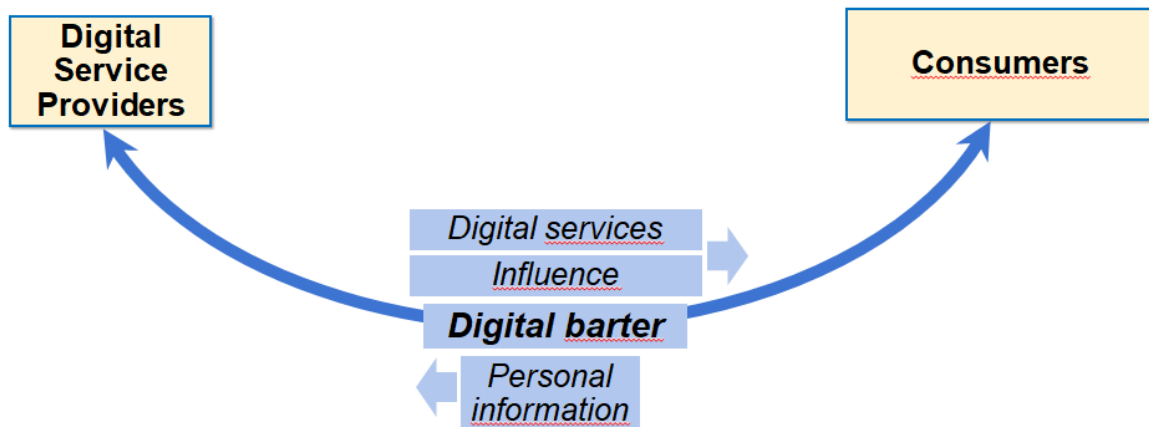 Digital
Service
Providers
Consumers
Digital services
Influence
Digital barter
Personal
information